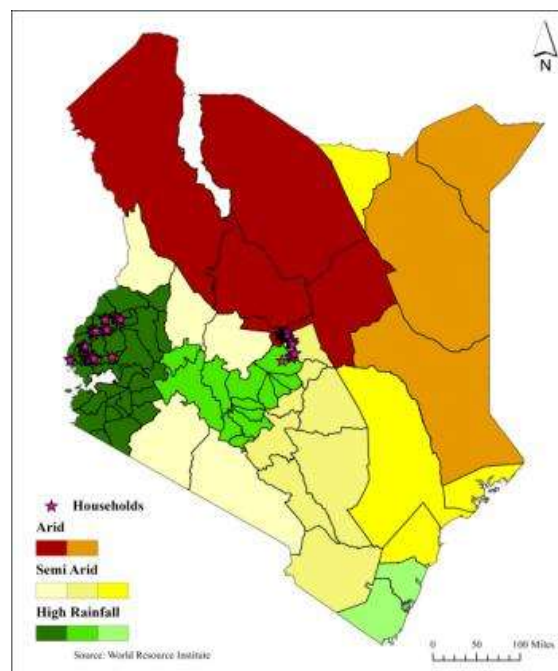 N
Households
Arid
Semi Arid
High Rainfall
Source: World Resource Institute
0 50 100 Miles